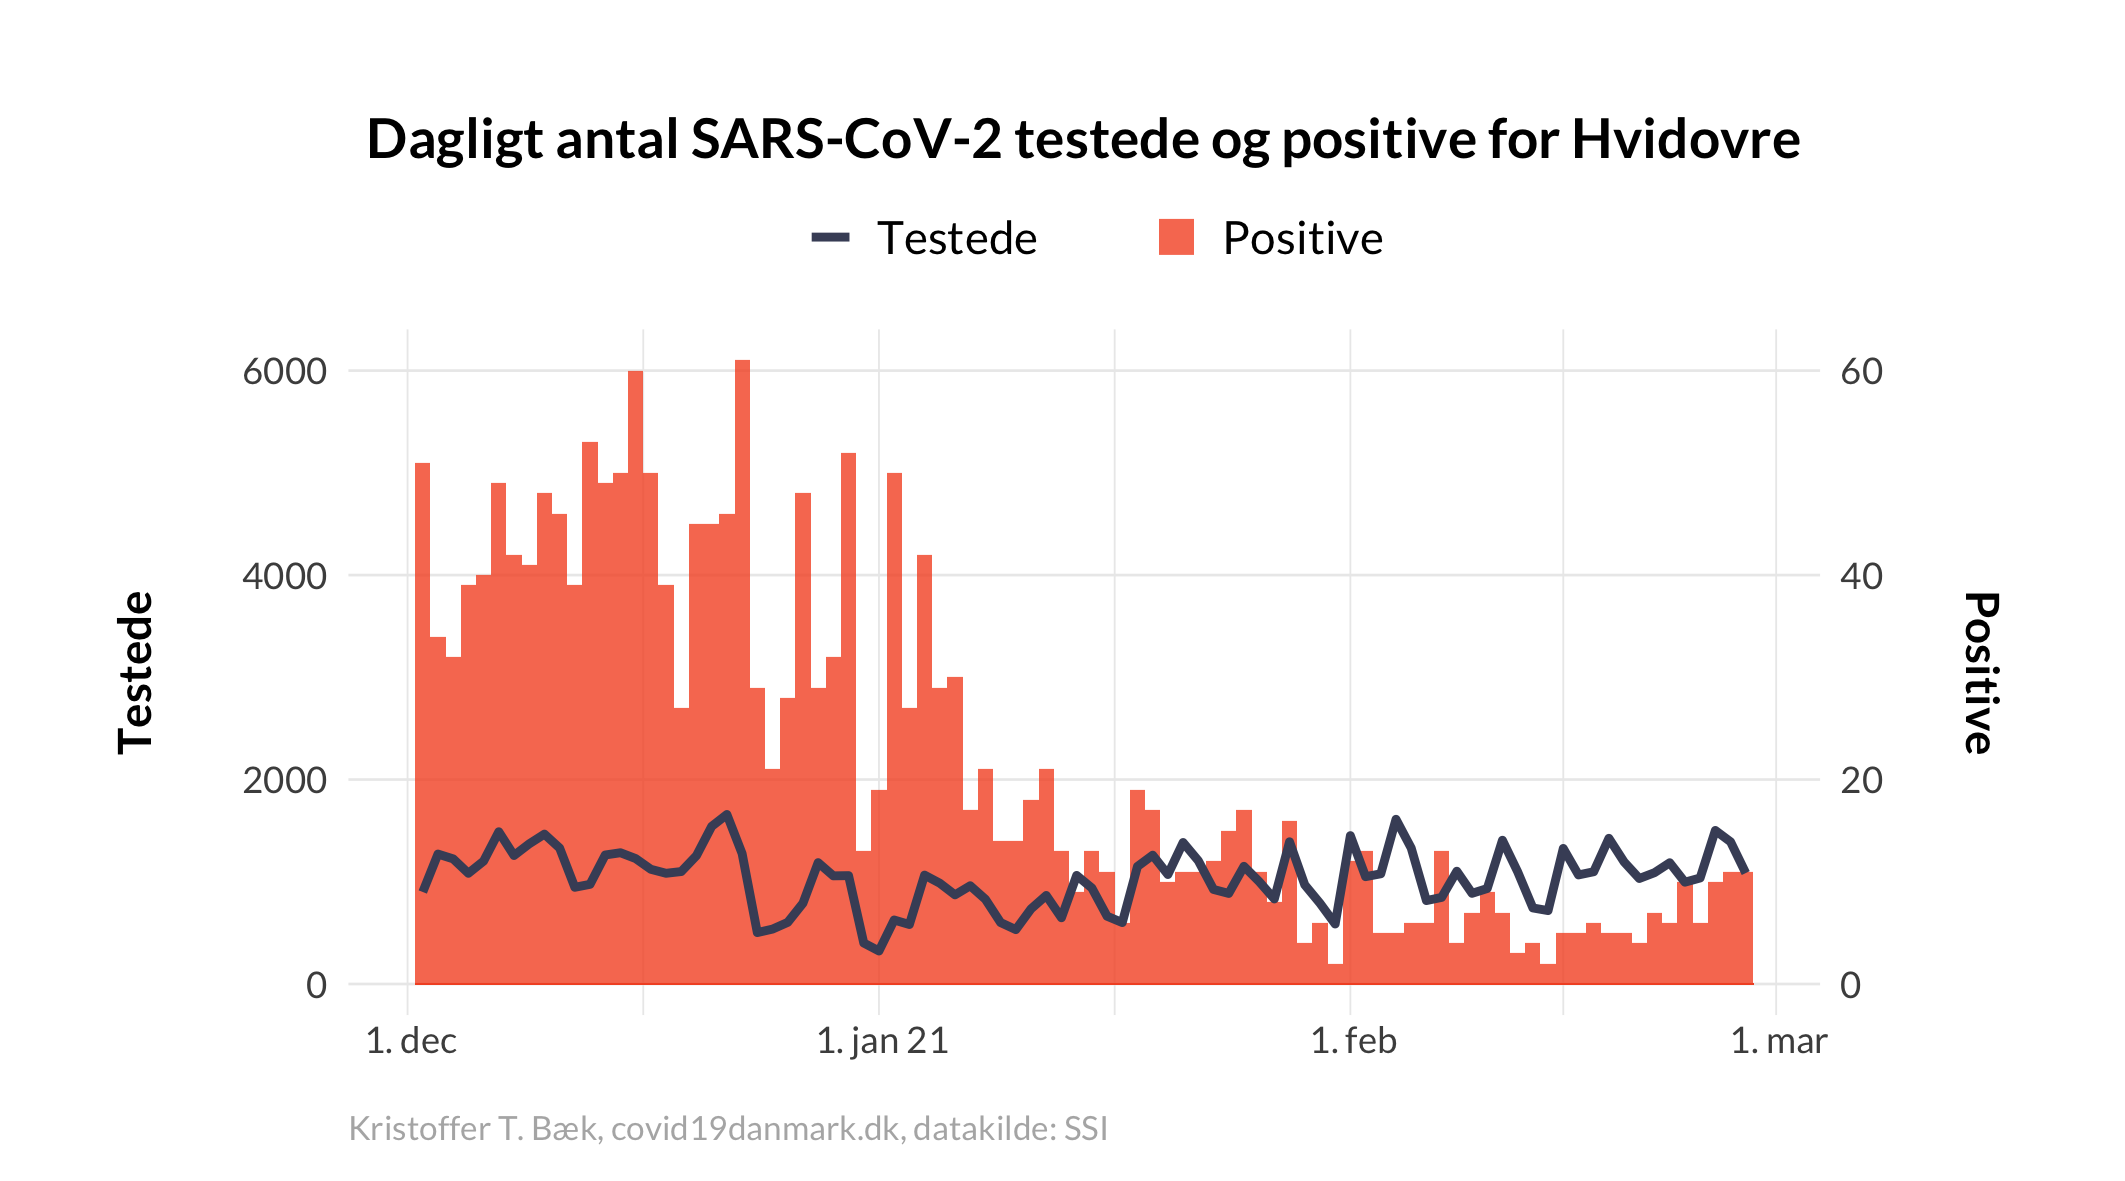 Dagligt antal SARS-CoV-2 testede og positive for Hvidovre
Testede Positive
6000 60
4000 40
2000 20
0 0
Testede
Positive
1. dec 1. jan 21 1. feb 1. mar
Kristoffer T. Bæk, covid19danmark.dk, datakilde: SSI